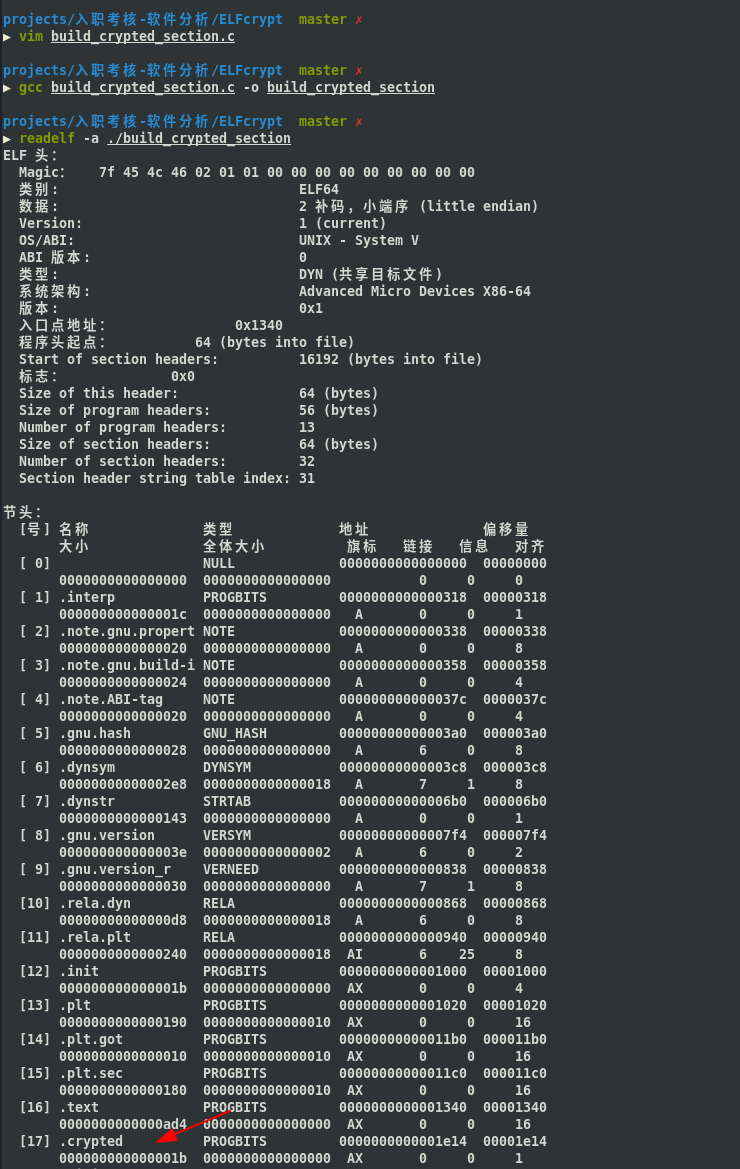 projects/入职考核-软件分析/ELFcrypt  master ✗
▶ vim build_crypted_section.c
projects/入职考核-软件分析/ELFcrypt  master ✗
▶ gcc build_crypted_section.c -o build_crypted_section
projects/入职考核-软件分析/ELFcrypt  master ✗
▶ readelf -a ./build_crypted_section
ELF 头：
  Magic：   7f 45 4c 46 02 01 01 00 00 00 00 00 00 00 00 00
  类别:                              ELF64
  数据:                              2 补码，小端序 (little endian)
  Version:                           1 (current)
  OS/ABI:                            UNIX - System V
  ABI 版本:                          0
  类型:                              DYN (共享目标文件)
  系统架构:                          Advanced Micro Devices X86-64
  版本:                              0x1
  入口点地址：               0x1340
  程序头起点：          64 (bytes into file)
  Start of section headers:          16192 (bytes into file)
  标志：             0x0
  Size of this header:               64 (bytes)
  Size of program headers:           56 (bytes)
  Number of program headers:         13
  Size of section headers:           64 (bytes)
  Number of section headers:         32
  Section header string table index: 31
节头：
  [号] 名称              类型             地址              偏移量
       大小              全体大小          旗标   链接   信息   对齐
  [ 0]                   NULL             0000000000000000  00000000
       0000000000000000  0000000000000000           0     0     0
  [ 1] .interp           PROGBITS         0000000000000318  00000318
       000000000000001c  0000000000000000   A       0     0     1
  [ 2] .note.gnu.propert NOTE             0000000000000338  00000338
       0000000000000020  0000000000000000   A       0     0     8
  [ 3] .note.gnu.build-i NOTE             0000000000000358  00000358
       0000000000000024  0000000000000000   A       0     0     4
  [ 4] .note.ABI-tag     NOTE             000000000000037c  0000037c
       0000000000000020  0000000000000000   A       0     0     4
  [ 5] .gnu.hash         GNU_HASH         00000000000003a0  000003a0
       0000000000000028  0000000000000000   A       6     0     8
  [ 6] .dynsym           DYNSYM           00000000000003c8  000003c8
       00000000000002e8  0000000000000018   A       7     1     8
  [ 7] .dynstr           STRTAB           00000000000006b0  000006b0
       0000000000000143  0000000000000000   A       0     0     1
  [ 8] .gnu.version      VERSYM           00000000000007f4  000007f4
       000000000000003e  0000000000000002   A       6     0     2
  [ 9] .gnu.version_r    VERNEED          0000000000000838  00000838
       0000000000000030  0000000000000000   A       7     1     8
  [10] .rela.dyn         RELA             0000000000000868  00000868
       00000000000000d8  0000000000000018   A       6     0     8
  [11] .rela.plt         RELA             0000000000000940  00000940
       0000000000000240  0000000000000018  AI       6    25     8
  [12] .init             PROGBITS         0000000000001000  00001000
       000000000000001b  0000000000000000  AX       0     0     4
  [13] .plt              PROGBITS         0000000000001020  00001020
       0000000000000190  0000000000000010  AX       0     0     16
  [14] .plt.got          PROGBITS         00000000000011b0  000011b0
       0000000000000010  0000000000000010  AX       0     0     16
  [15] .plt.sec          PROGBITS         00000000000011c0  000011c0
       0000000000000180  0000000000000010  AX       0     0     16
  [16] .text             PROGBITS         0000000000001340  00001340
       0000000000000ad4  0000000000000000  AX       0     0     16
  [17] .crypted          PROGBITS         0000000000001e14  00001e14
       000000000000001b  0000000000000000  AX       0     0     1